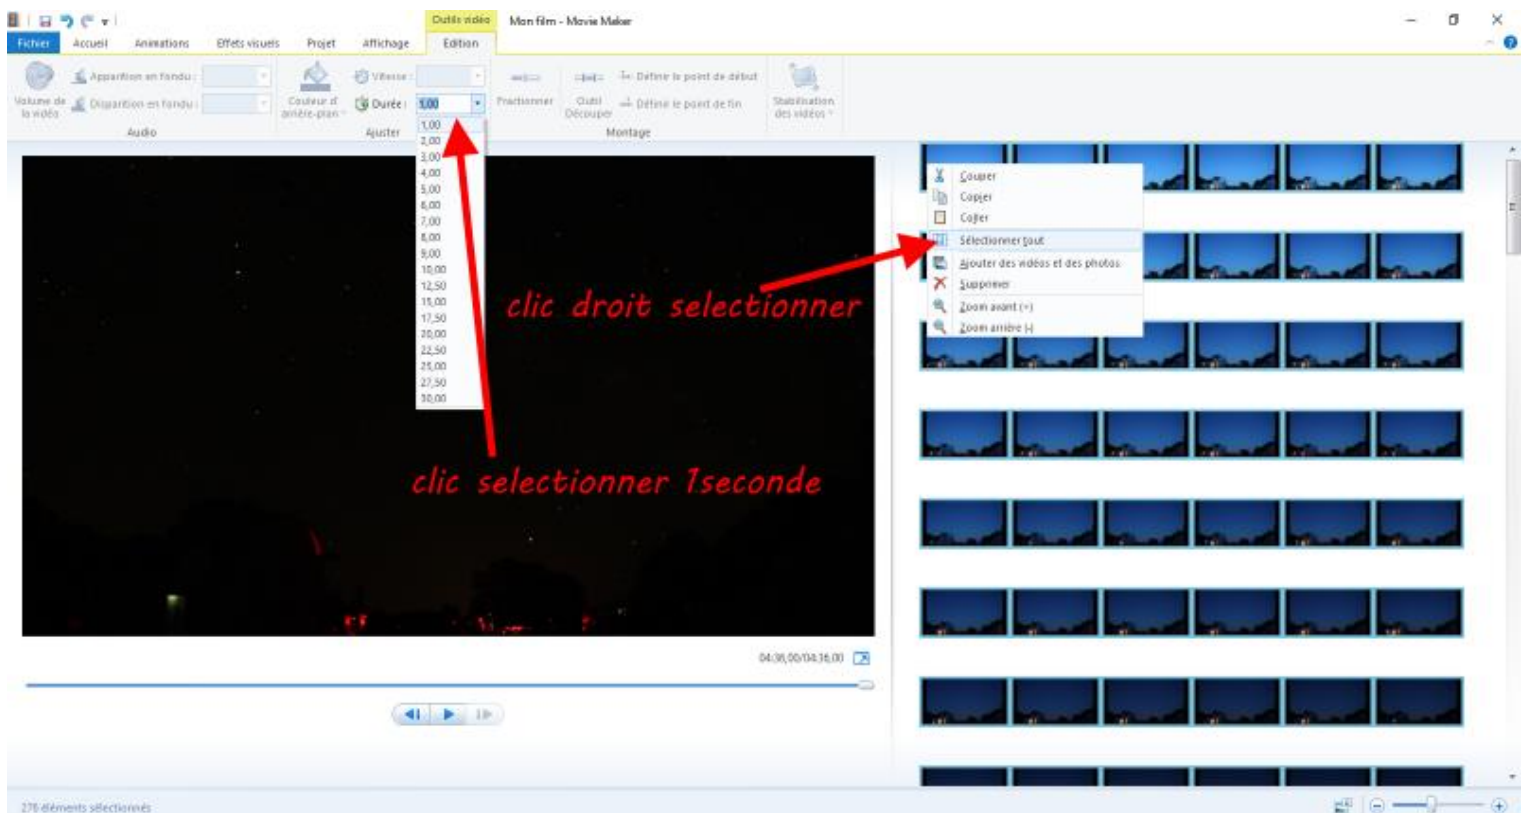 Outils vidéo
Mon film - Movie Maker
Fichier
Accueil
Animations
Effets visuels
Projet
Affichage
Edition
Volume de la vidéo
Apparition en fondu :
Disparition en fondu :
Audio
Couleur d' arrière-plan
Vitesse :
Durée : 1,00
Ajuster
Fractionner
Outil Découper
Définir le point de début
Définir le point de fin
Montage
Stabilisation des vidéos
1,00
2,00
3,00
4,00
5,00
6,00
7,00
8,00
9,00
10,00
12,50
15,00
17,50
20,00
22,50
25,00
27,50
30,00
Couper
Copier
Coller
Sélectionner tout
Ajouter des vidéos et des photos
Supprimer
Zoom avant (+)
Zoom arrière (-)
clic droit selectionner
clic selectionner 1seconde
04:36,00/04:36,00
276 éléments sélectionnés